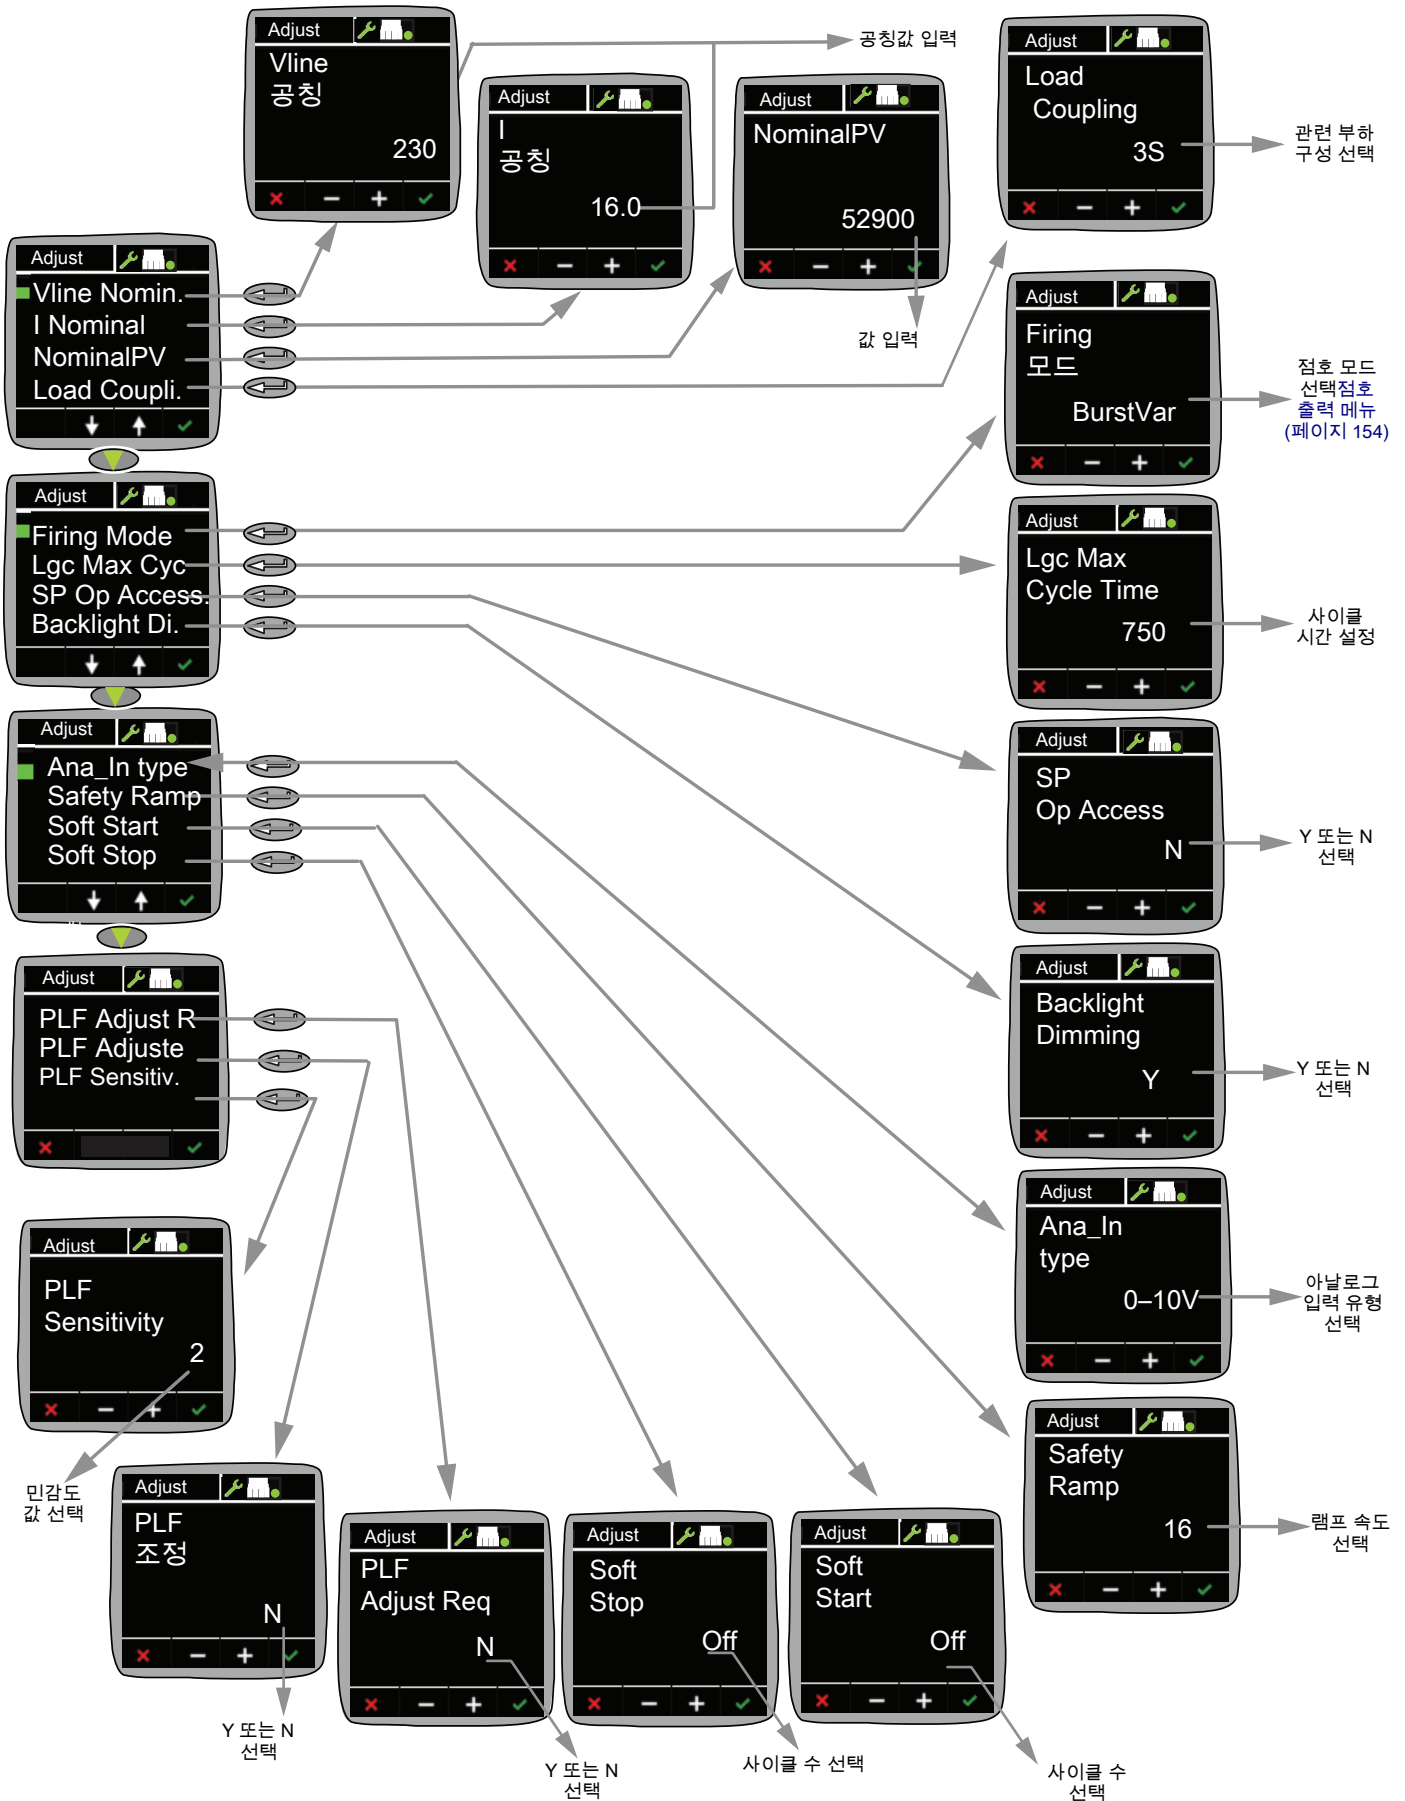 Adjust
Vline
공칭
230
공칭값 입력
Adjust
I
공칭
16.0
Adjust
NominalPV
52900
값 입력
Adjust
Load
Coupling
3S
관련 부하
구성 선택
Adjust
Vline Nomin.
I Nominal
NominalPV
Load Coupli.
Adjust
Firing
모드
BurstVar
점호 모드
선택점호
출력 메뉴
(페이지 154)
Adjust
Firing Mode
Lgc Max Cyc
SP Op Access.
Backlight Di.
Adjust
Lgc Max
Cycle Time
750
사이클
시간 설정
Adjust
Ana_In type
Safety Ramp
Soft Start
Soft Stop
Adjust
SP
Op Access
N
Y 또는 N
선택
Adjust
PLF Adjust R
PLF Adjuste
PLF Sensitiv.
Adjust
Backlight
Dimming
Y
Y 또는 N
선택
Adjust
Ana_In
type
0–10V
아날로그
입력 유형
선택
Adjust
PLF
Sensitivity
2
민감도
값 선택
Adjust
Safety
Ramp
16
램프 속도
선택
Adjust
PLF
조정
N
Y 또는 N
선택
Adjust
PLF
Adjust Req
N
Y 또는 N
선택
Adjust
Soft
Stop
Off
사이클 수 선택
Adjust
Soft
Start
Off
사이클 수
선택